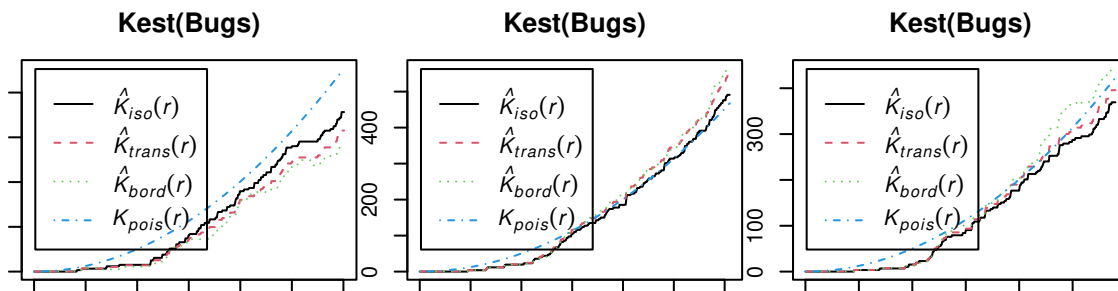 Kest(Bugs)
K̂iso(r)
K̂trans(r)
K̂bord(r)
Kpois(r)
Kest(Bugs)
0 200 400
K̂iso(r)
K̂trans(r)
K̂bord(r)
Kpois(r)
Kest(Bugs)
0 100 300
K̂iso(r)
K̂trans(r)
K̂bord(r)
Kpois(r)